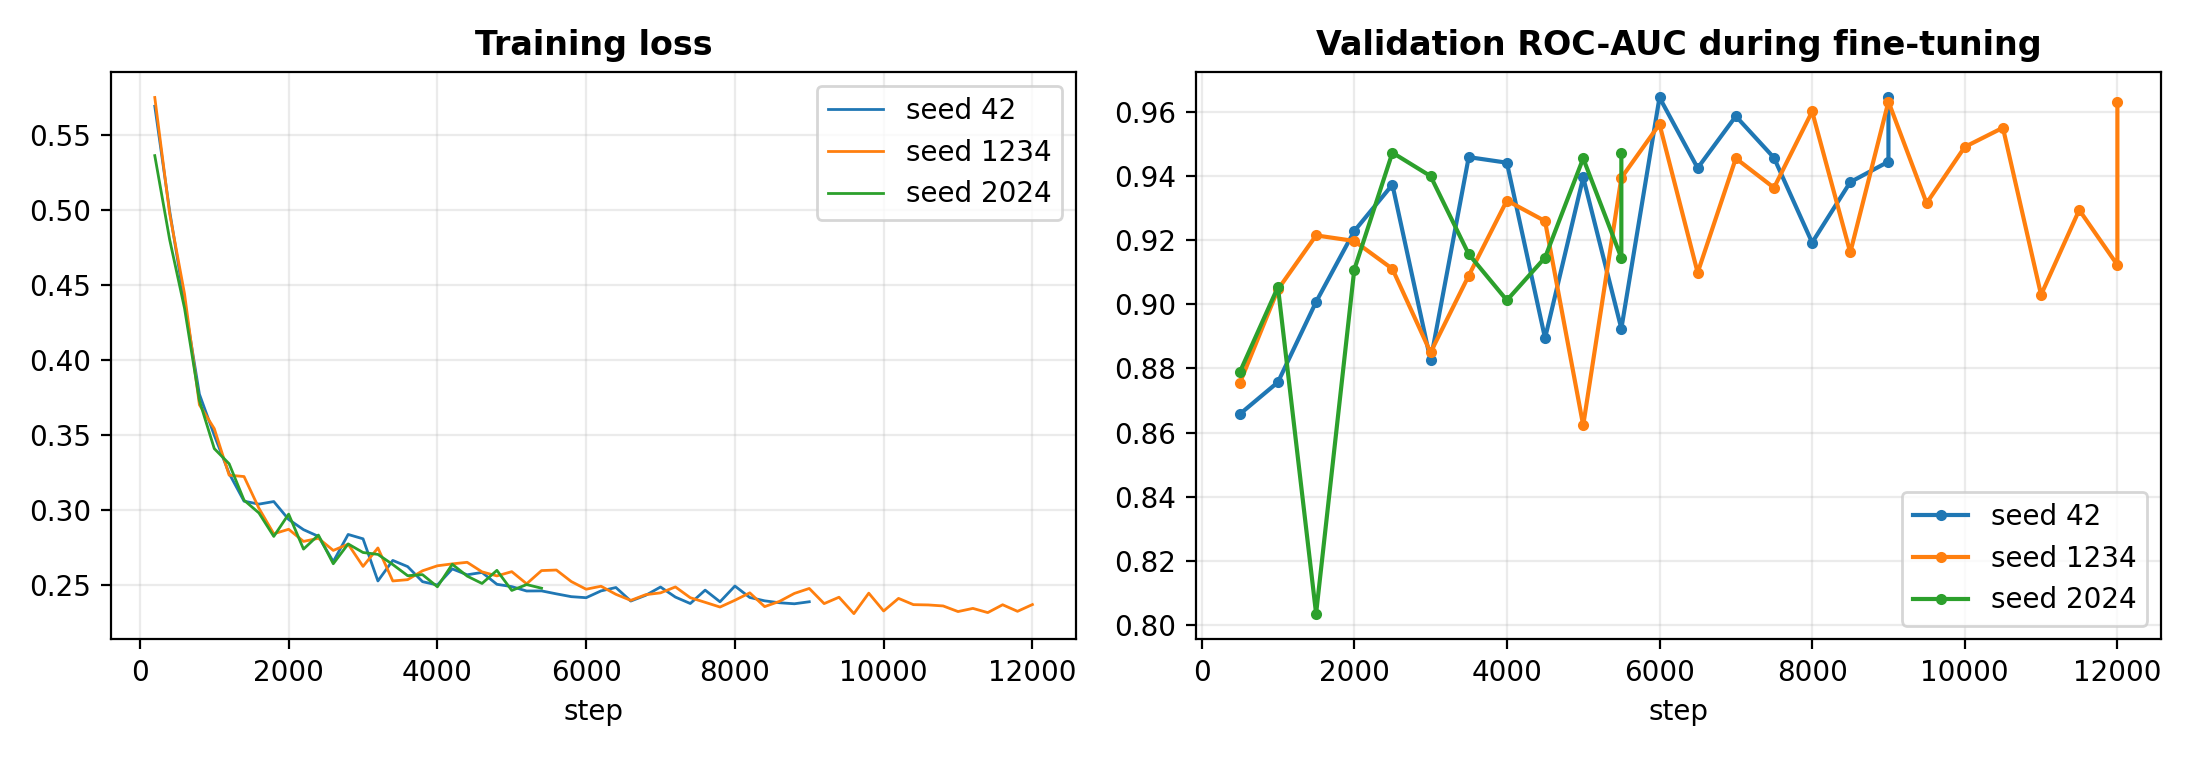 Training loss
0.55
0.50
0.45
0.40
0.35
0.30
0.25
seed 42
seed 1234
seed 2024
0 2000 4000 6000 8000 10000 12000
step
Validation ROC-AUC during fine-tuning
0.96
0.94
0.92
0.90
0.88
0.86
0.84
0.82
0.80
seed 42
seed 1234
seed 2024
0 2000 4000 6000 8000 10000 12000
step